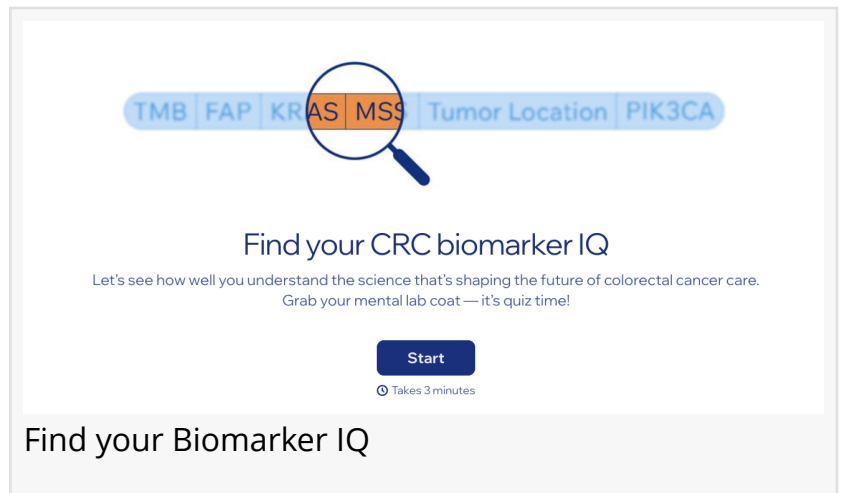 TMB FAP KRAS MSS Tumor Location PIK3CA
Find your CRC biomarker IQ
Let's see how well you understand the science that's shaping the future of colorectal cancer care.
Grab your mental lab coat — it's quiz time!
Start
Takes 3 minutes
Find your Biomarker IQ